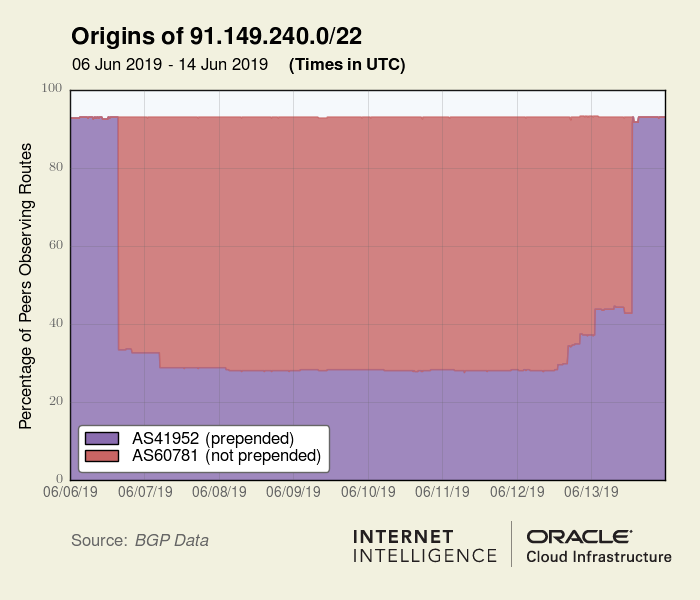 Origins of 91.149.240.0/22
06 Jun 2019 - 14 Jun 2019 (Times in UTC)
Percentage of Peers Observing Routes
100
80
60
40
20
0
AS41952 (prepended)
AS60781 (not prepended)
06/06/19 06/07/19 06/08/19 06/09/19 06/10/19 06/11/19 06/12/19 06/13/19
Source: BGP Data
INTERNET
INTELLIGENCE
ORACLE
Cloud Infrastructure